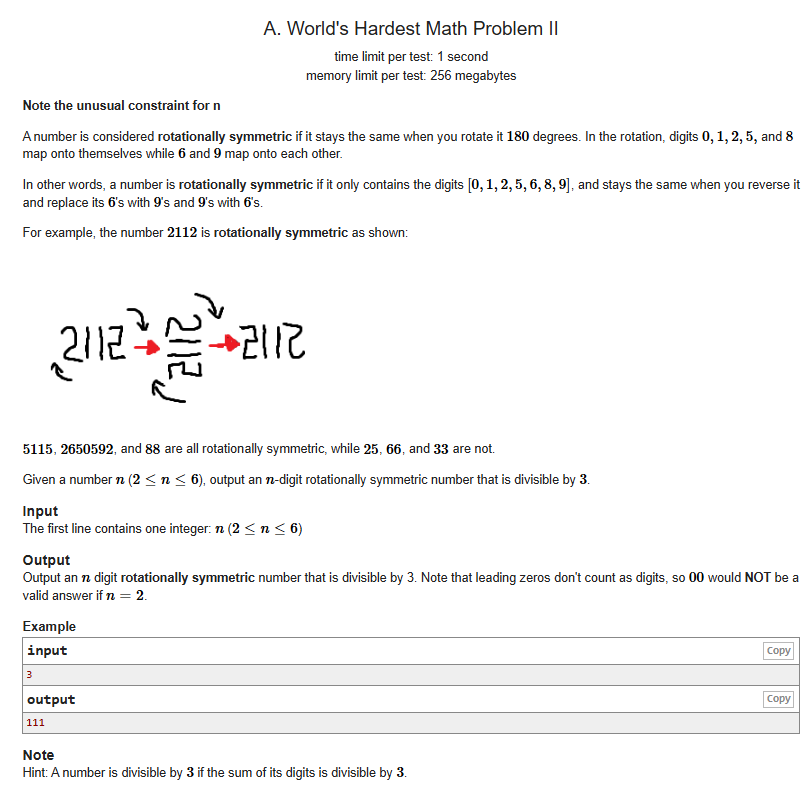 A. World's Hardest Math Problem II
time limit per test: 1 second
memory limit per test: 256 megabytes
Note the unusual constraint for n
A number is considered rotationally symmetric if it stays the same when you rotate it 180 degrees. In the rotation, digits 0, 1, 2, 5, and 8
map onto themselves while 6 and 9 map onto each other.
In other words, a number is rotationally symmetric if it only contains the digits [0, 1, 2, 5, 6, 8, 9], and stays the same when you reverse it
and replace its 6's with 9's and 9's with 6's.
For example, the number 2112 is rotationally symmetric as shown:
2112 2112 2112
5115, 2650592, and 88 are all rotationally symmetric, while 25, 66, and 33 are not.
Given a number n (2 ≤ n ≤ 6), output an n-digit rotationally symmetric number that is divisible by 3.
Input
The first line contains one integer: n (2 ≤ n ≤ 6)
Output
Output an n digit rotationally symmetric number that is divisible by 3. Note that leading zeros don't count as digits, so 00 would NOT be a
valid answer if n = 2.
Example
input Copy
3
output Copy
111
Note
Hint: A number is divisible by 3 if the sum of its digits is divisible by 3.